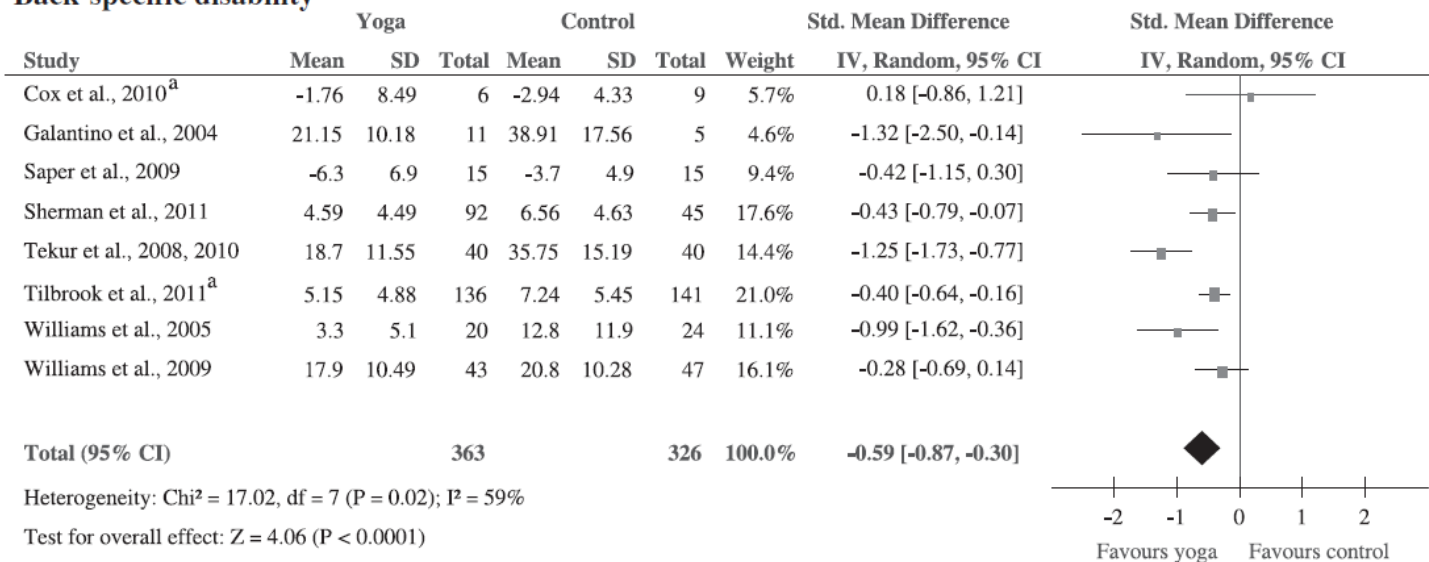 Back-specific disability
Yoga Control Std. Mean Difference Std. Mean Difference
Study Mean SD Total Mean SD Total Weight IV, Random, 95% CI IV, Random, 95% CI
Cox et al., 2010a -1.76 8.49 6 -2.94 4.33 9 5.7% 0.18 [-0.86, 1.21]
Galantino et al., 2004 21.15 10.18 11 38.91 17.56 5 4.6% -1.32 [-2.50, -0.14]
Saper et al., 2009 -6.3 6.9 15 -3.7 4.9 15 9.4% -0.42 [-1.15, 0.30]
Sherman et al., 2011 4.59 4.49 92 6.56 4.63 45 17.6% -0.43 [-0.79, -0.07]
Tekur et al., 2008, 2010 18.7 11.55 40 35.75 15.19 40 14.4% -1.25 [-1.73, -0.77]
Tilbrook et al., 2011a 5.15 4.88 136 7.24 5.45 141 21.0% -0.40 [-0.64, -0.16]
Williams et al., 2005 3.3 5.1 20 12.8 11.9 24 11.1% -0.99 [-1.62, -0.36]
Williams et al., 2009 17.9 10.49 43 20.8 10.28 47 16.1% -0.28 [-0.69, 0.14]
Total (95% CI) 363 326 100.0% -0.59 [-0.87, -0.30]
Heterogeneity: Chi² = 17.02, df = 7 (P = 0.02); I² = 59%
Test for overall effect: Z = 4.06 (P < 0.0001)
-2 -1 0 1 2
Favours yoga Favours control